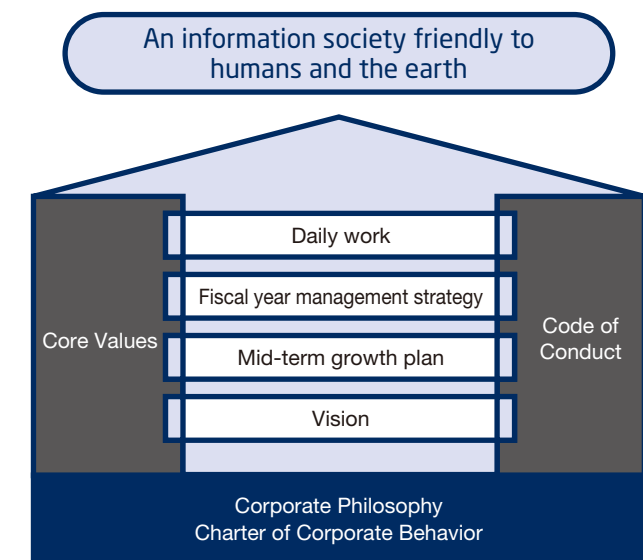 An information society friendly to
humans and the earth
Daily work
Fiscal year management strategy
Core Values
Mid-term growth plan
Code of
Conduct
Vision
Corporate Philosophy
Charter of Corporate Behavior